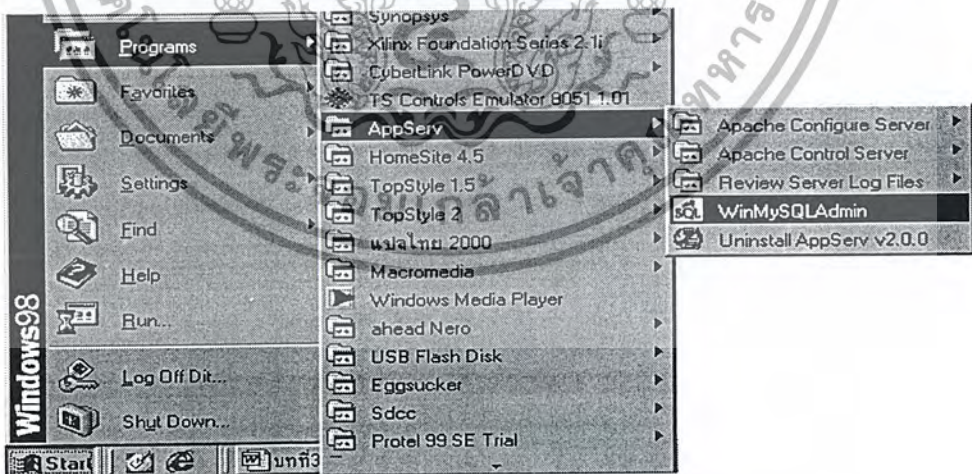 Windows98
Programs
Favorites
Documents
Settings
Find
Help
Run...
Log Off Dit...
Shut Down...
Start
บทที่3
Synopsys
Xilinx Foundation Series 2.1i
CyberLink PowerDVD
TS Controls Emulator 8051 1.01
AppServ
HomeSite 4.5
TopStyle 1.5
TopStyle 2
แปลไทย 2000
Macromedia
Windows Media Player
ahead Nero
USB Flash Disk
Eggsucker
Sdcc
Protel 99 SE Trial
Apache Configure Server
Apache Control Server
Review Server Log Files
WinMySQLAdmin
Uninstall AppServ v2.0.0